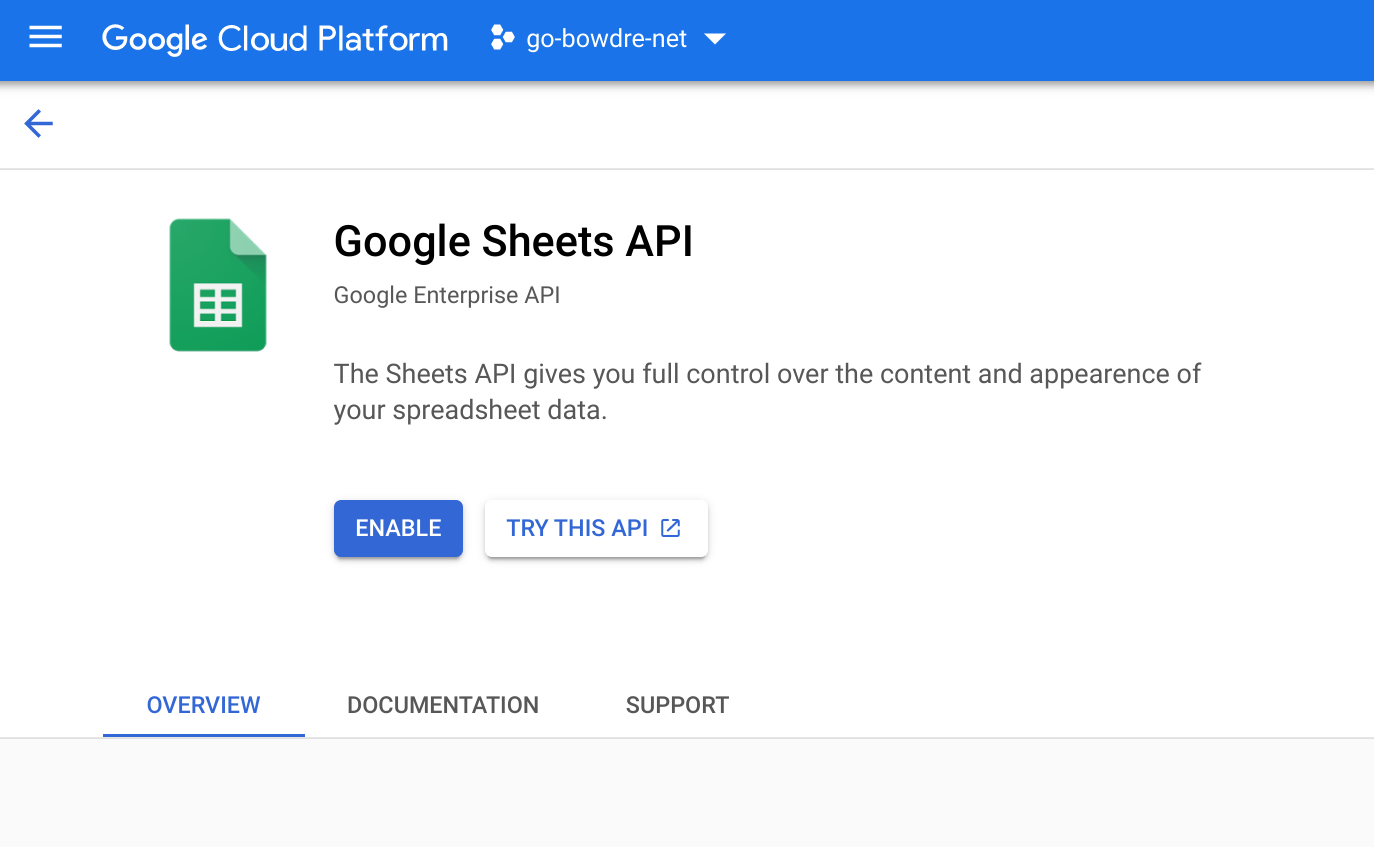 Google Cloud Platform go-bowdre-net
Google Sheets API
Google Enterprise API
The Sheets API gives you full control over the content and appearence of
your spreadsheet data.
ENABLE TRY THIS API
OVERVIEW DOCUMENTATION SUPPORT